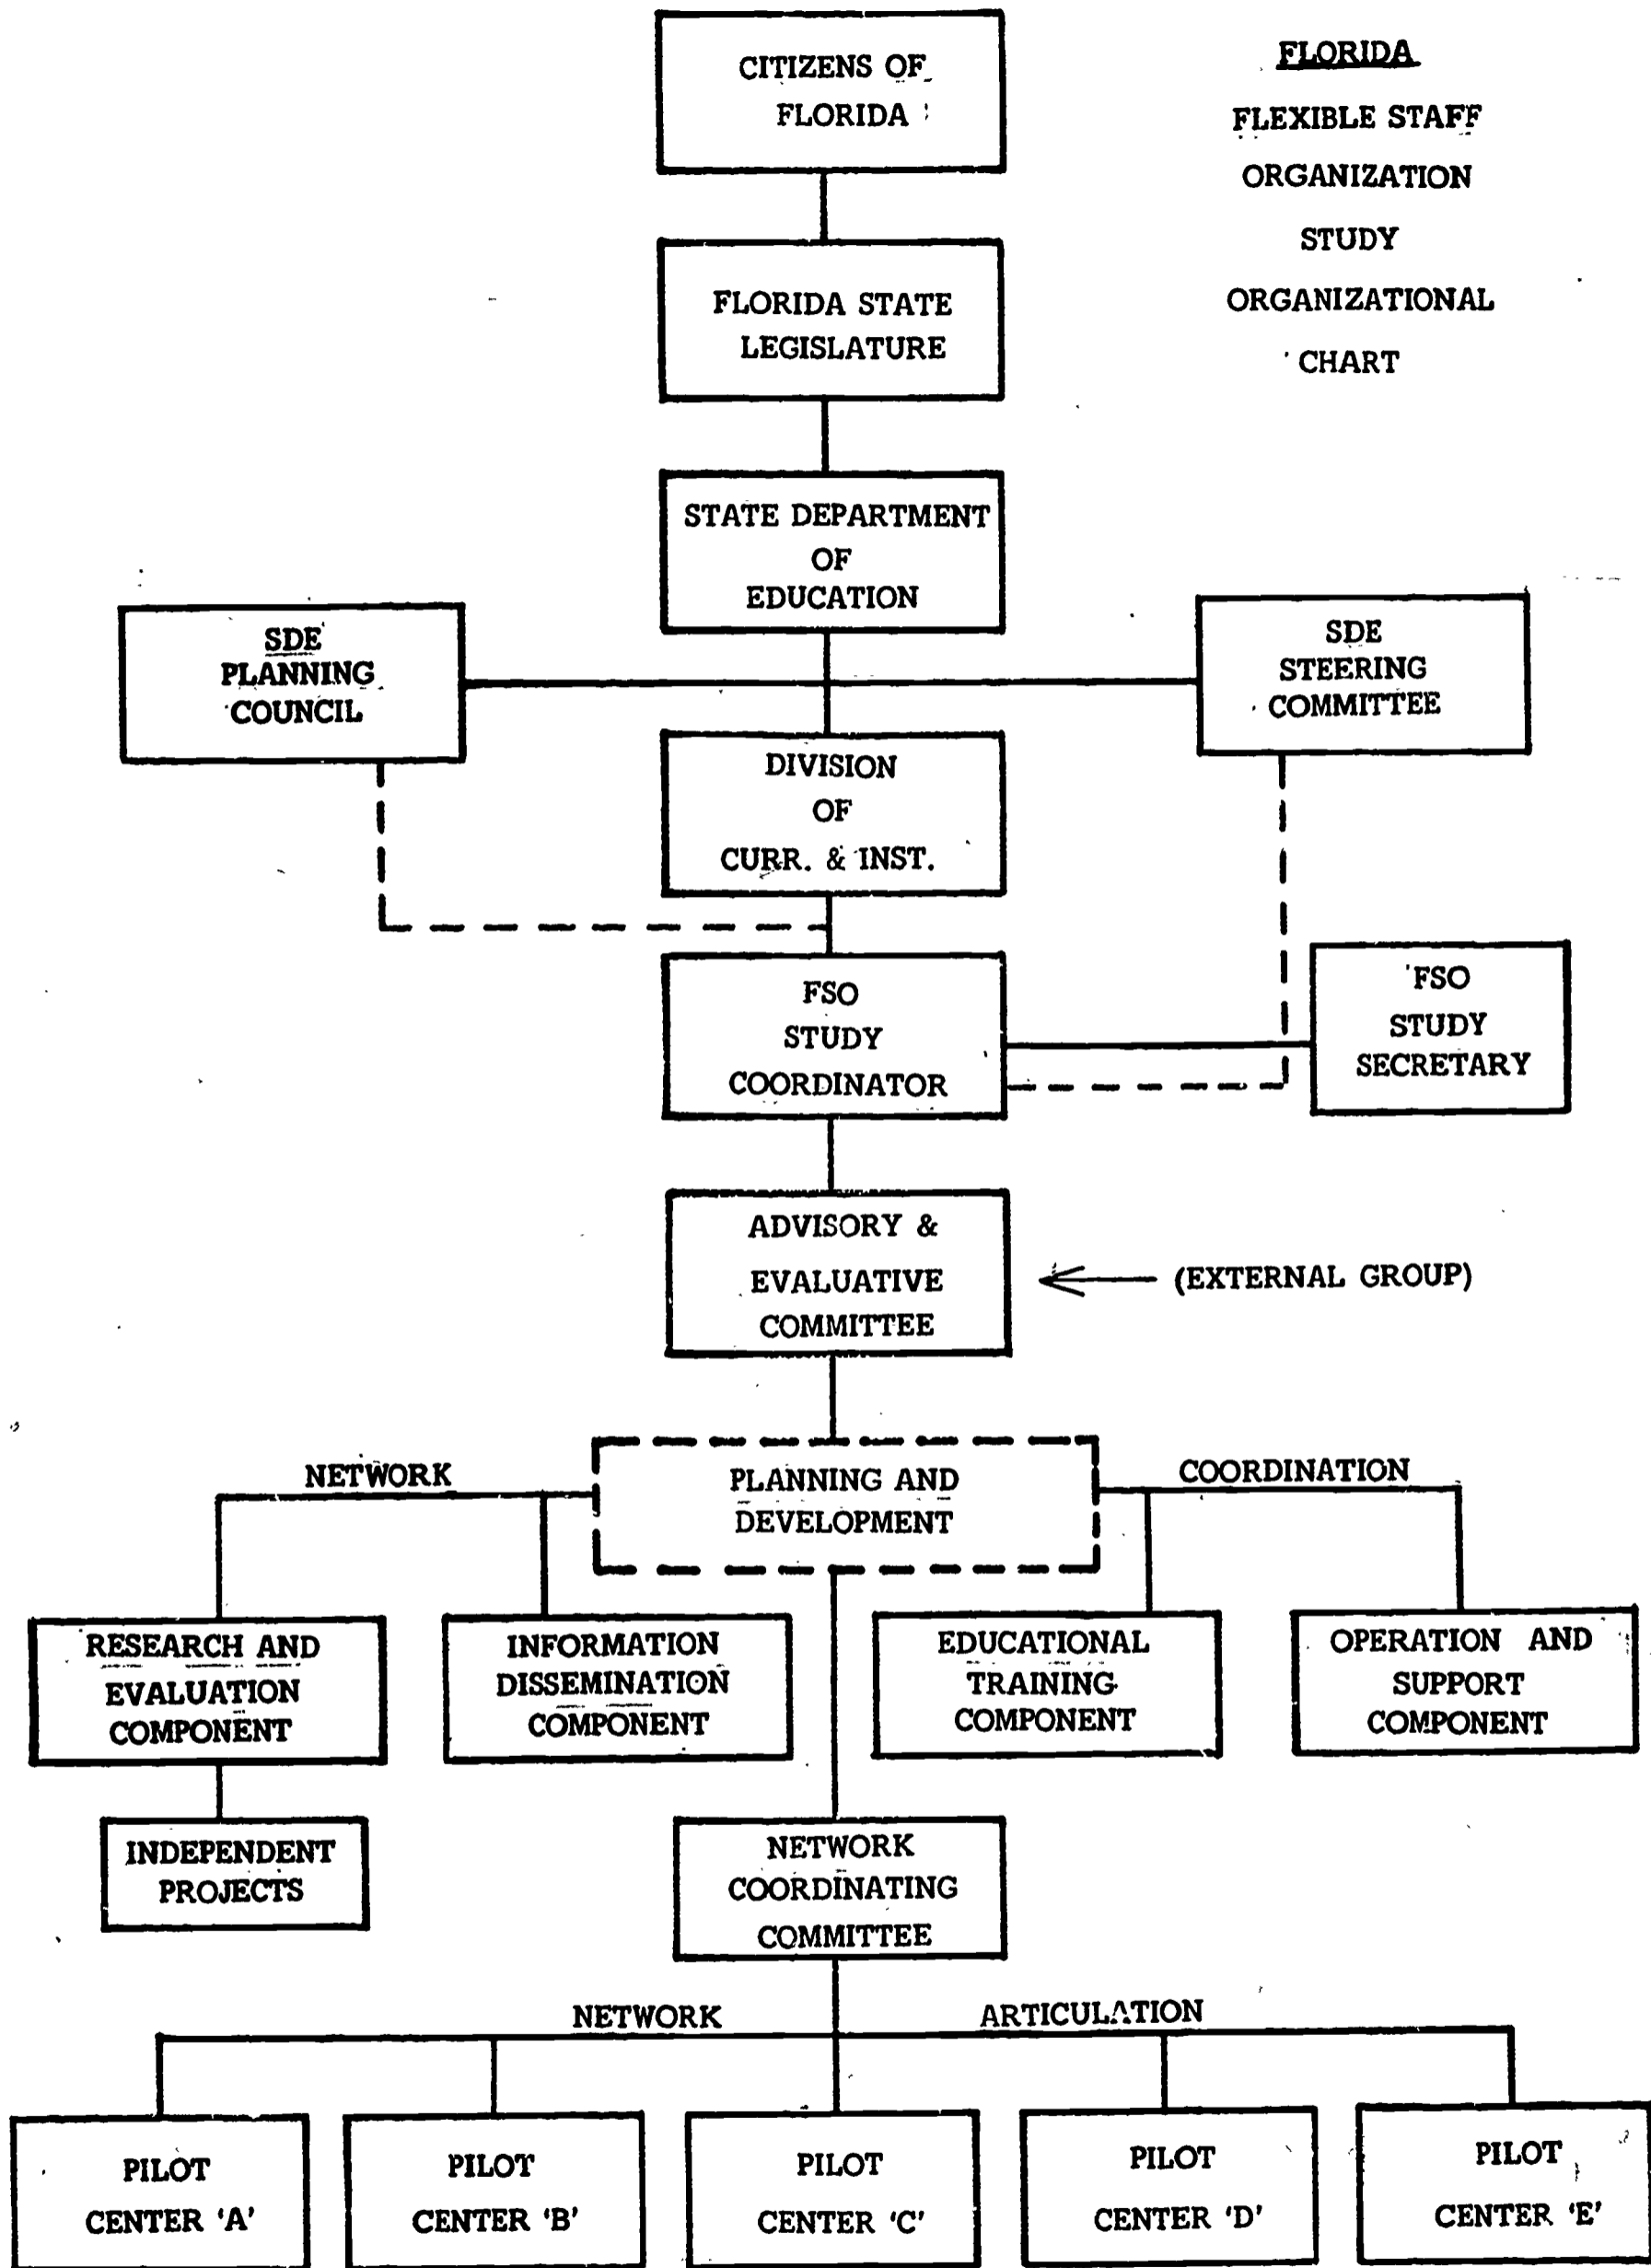 CITIZENS OF
FLORIDA
FLORIDA
FLEXIBLE STAFF
ORGANIZATION
STUDY
ORGANIZATIONAL
CHART
FLORIDA STATE
LEGISLATURE
STATE DEPARTMENT
OF
EDUCATION
SDE
PLANNING
COUNCIL
SDE
STEERING
COMMITTEE
DIVISION
OF
CURR. & INST.
FSO
STUDY
COORDINATOR
FSO
STUDY
SECRETARY
ADVISORY &
EVALUATIVE
COMMITTEE
(EXTERNAL GROUP)
NETWORK
PLANNING AND
DEVELOPMENT
COORDINATION
RESEARCH AND
EVALUATION
COMPONENT
INFORMATION
DISSEMINATION
COMPONENT
EDUCATIONAL
TRAINING
COMPONENT
OPERATION AND
SUPPORT
COMPONENT
INDEPENDENT
PROJECTS
NETWORK
COORDINATING
COMMITTEE
NETWORK
ARTICULATION
PILOT
CENTER 'A'
PILOT
CENTER 'B'
PILOT
CENTER 'C'
PILOT
CENTER 'D'
PILOT
CENTER 'E'